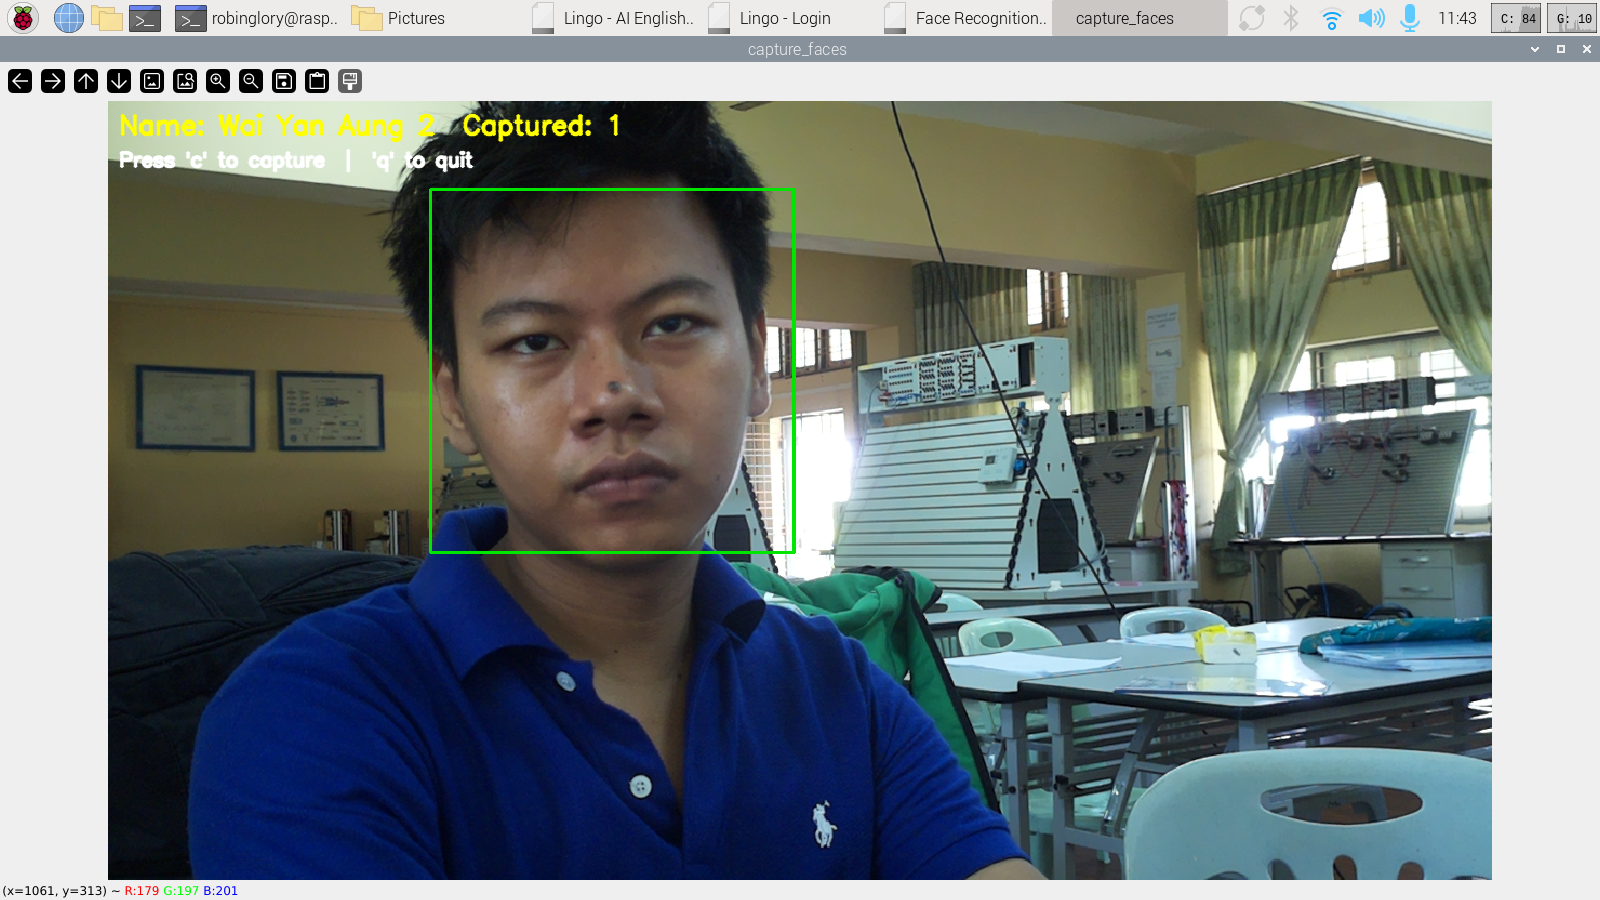 robinglory@rasp..
Pictures
Lingo - AI English..
Lingo - Login
Face Recognition..
capture_faces
11:43
C: 84
G: 10
capture_faces
Name: Wai Yan Aung 2 Captured: 1
Press 'c' to capture | 'q' to quit
(x=1061, y=313) ~ R:179 G:197 B:201